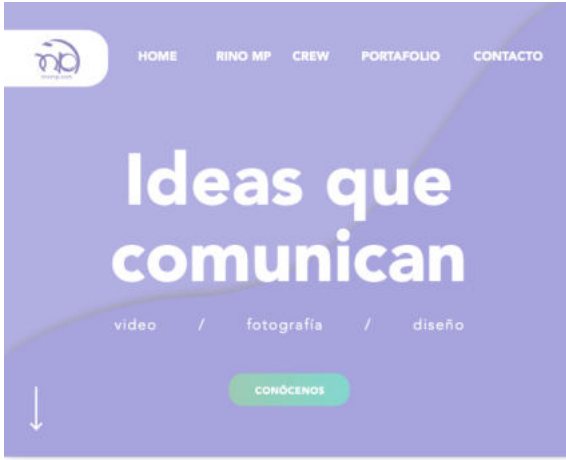 HOME RINO MP CREW PORTAFOLIO CONTACTO
Ideas que
comunican
video / fotografía / diseño
CONÓCENOS